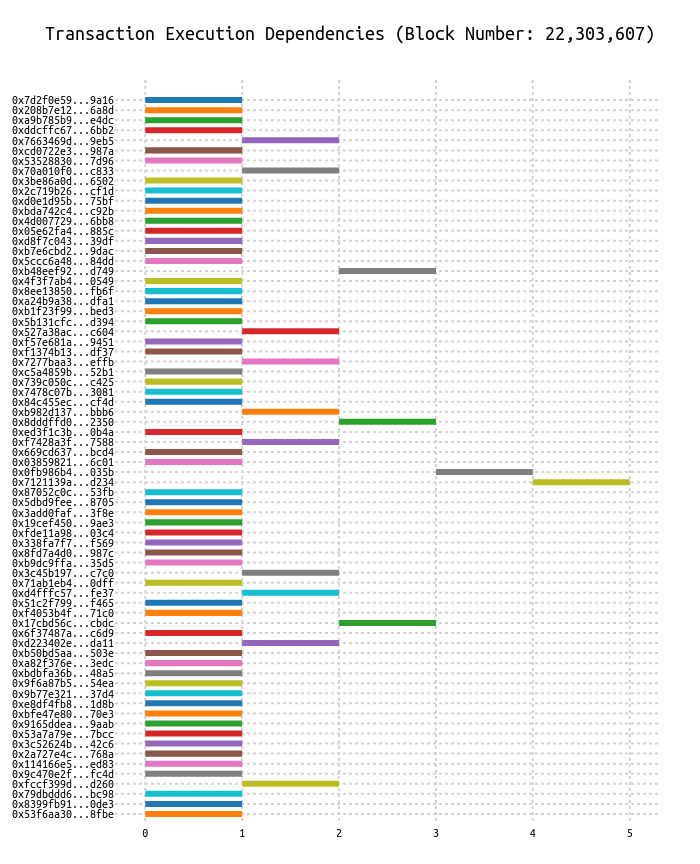 Transaction Execution Dependencies (Block Number: 22,303,607)
0x7d2f0e59...9a16
0x208b7e12...6a8d
0xa9b785b9...e4dc
0xddcffc67...6bb2
0x7663469d...9eb5
0xcd0722e3...987a
0x53528830...7d96
0x70a010f0...c833
0x3be86a0d...6502
0x2c719b26...cf1d
0xd0e1d95b...75bf
0xbda742c4...c92b
0x4d007729...6bb8
0x05e62fa4...885c
0xd8f7c043...39df
0xb7e6cbd2...9dac
0x5ccc6a48...84dd
0xb48eef92...d749
0x4f3f7ab4...0549
0x8ee13850...fb6f
0xa24b9a38...dfa1
0xb1f23f99...bed3
0x5b131cfc...d394
0x527a38ac...c604
0xf57e681a...9451
0xf1374b13...df37
0x7277baa3...effb
0xc5a4859b...52b1
0x739c050c...c425
0x7478c07b...3081
0x84c455ec...cf4d
0xb982d137...bbb6
0x8dddffd0...2350
0xed3f1c3b...0b4a
0xf7428a3f...7588
0x669cd637...bcd4
0x03859821...6c01
0x0fb986b4...035b
0x7121139a...d234
0x87052c0c...53fb
0x5dbd9fee...8705
0x3add0faf...3f8e
0x19cef450...9ae3
0xfde11a98...03c4
0x338fa7f7...f569
0x8fd7a4d0...987c
0xb9dc9ffa...35d5
0x3c45b197...c7c0
0x71ab1eb4...0dff
0xd4fffc57...fe37
0x51c2f799...f465
0xf4053b4f...71c0
0x17cbd56c...cbdc
0x6f37487a...c6d9
0xd223402e...da11
0xb50bd5aa...503e
0xa82f376e...3edc
0xbdbfa36b...48a5
0x9f6a87b5...54ea
0x9b77e321...37d4
0xe8df4fb8...1d8b
0xbfe47e80...70e3
0x9165ddea...9aab
0x53a7a79e...7bcc
0x3c52624b...42c6
0x2a727e4c...768a
0x114166e5...ed83
0x9c470e2f...fc4d
0xfccf399d...d260
0x79dbddd6...bc98
0x8399fb91...0de3
0x53f6aa30...8fbe
0 1 2 3 4 5